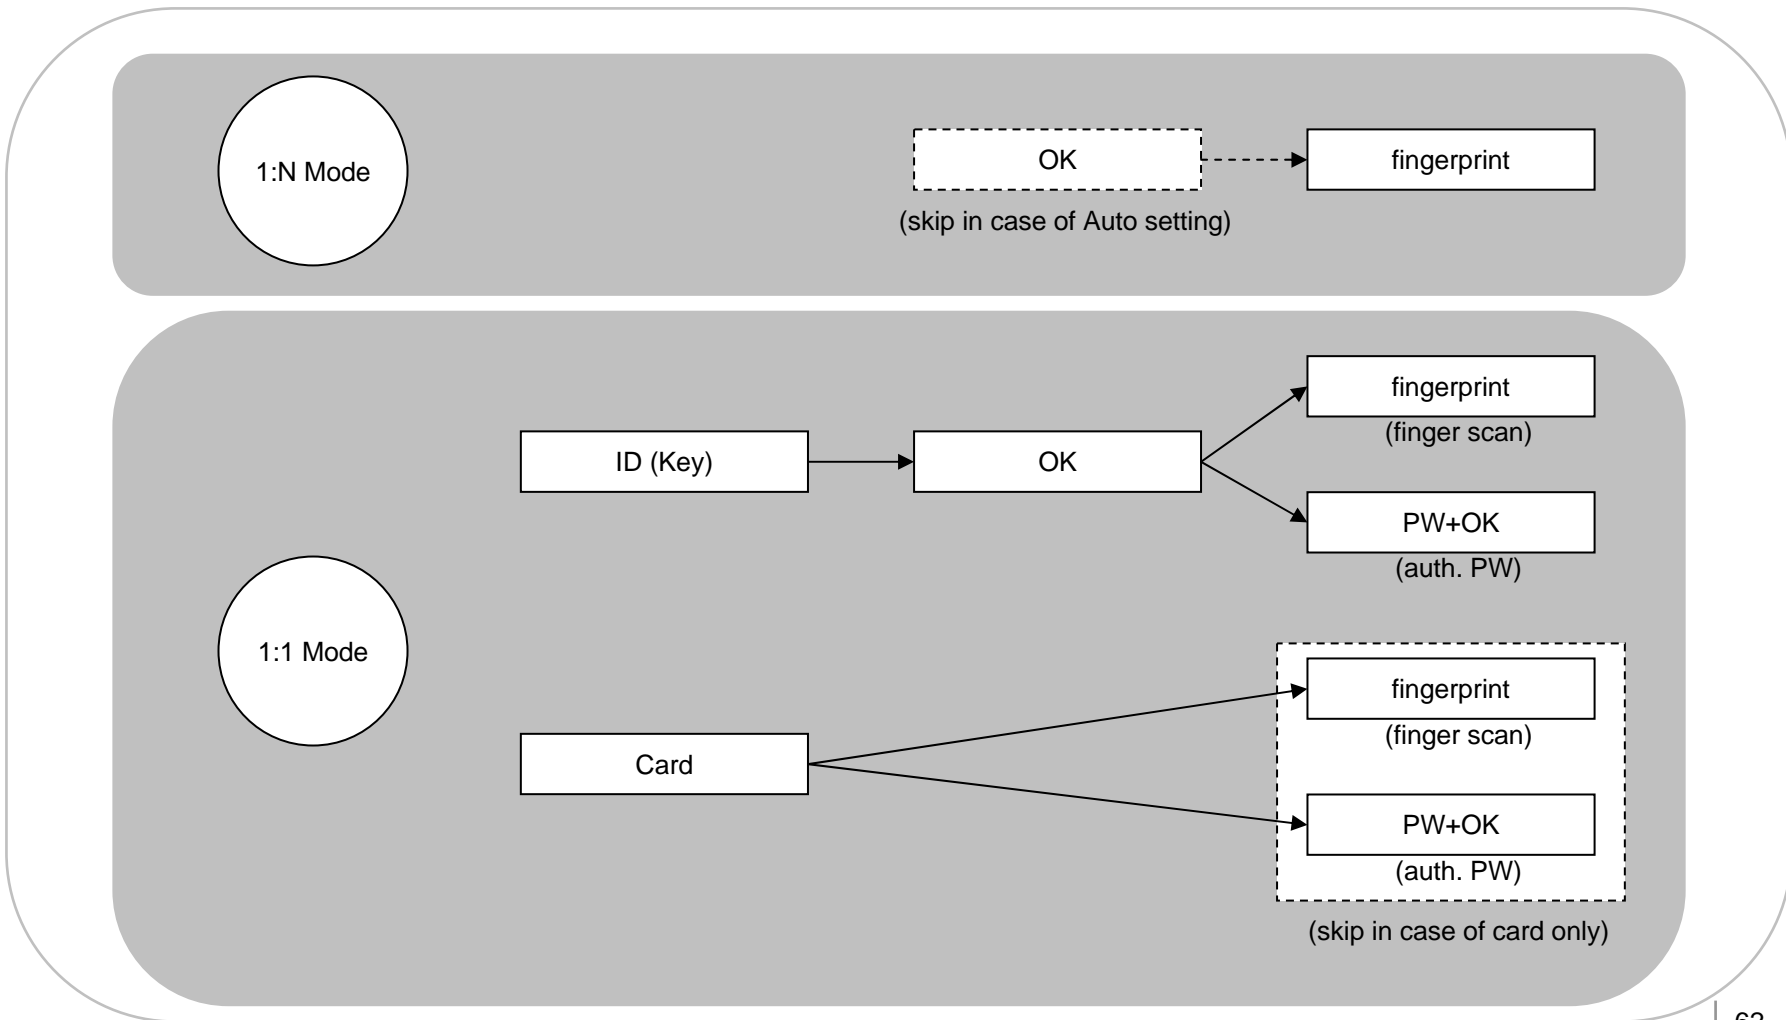 1:N Mode
OK
fingerprint
(skip in case of Auto setting)
fingerprint
(finger scan)
ID (Key)
OK
PW+OK
(auth. PW)
1:1 Mode
fingerprint
(finger scan)
Card
PW+OK
(auth. PW)
(skip in case of card only)